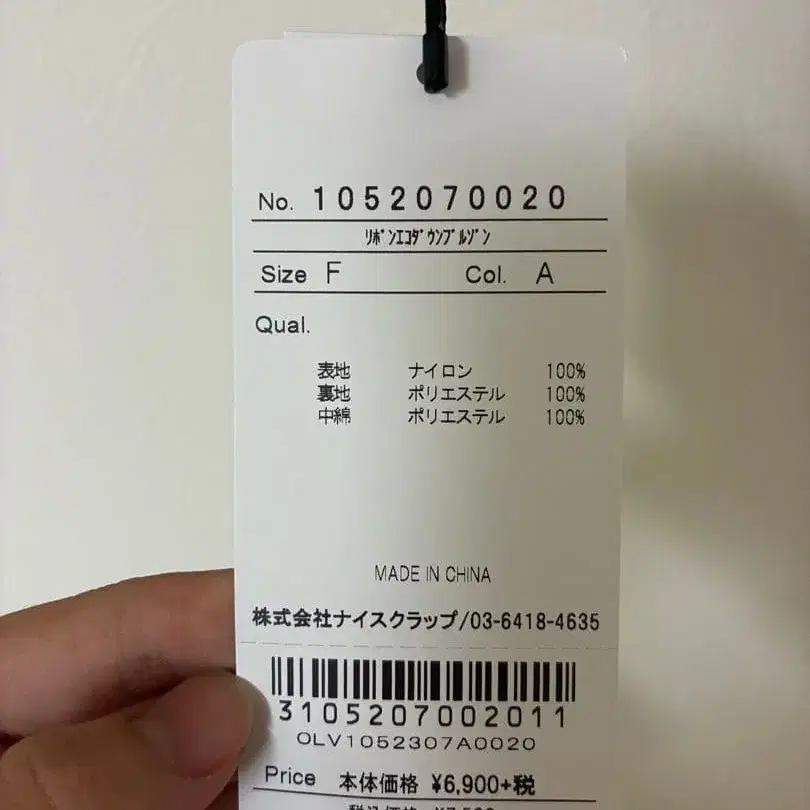 No. 1052070020
ﾘﾎﾞﾝｴｺﾀﾞｳﾝﾌﾞﾙｿﾞﾝ
Size F Col. A
Qual.
表地 ナイロン 100%
裏地 ポリエステル 100%
中綿 ポリエステル 100%
MADE IN CHINA
株式会社ナイスクラップ/03-6418-4635
3105207002011
OLV1052307A0020
Price 本体価格 ¥6,900+税